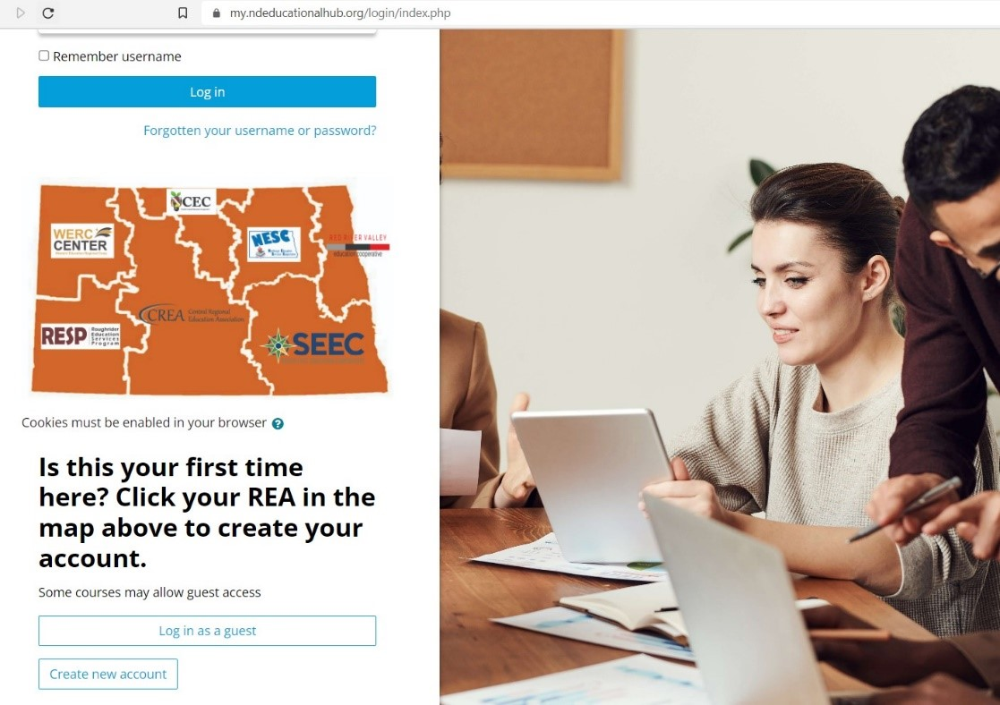 my.ndeducationalhub.org/login/index.php
Remember username
Log in
Forgotten your username or password?
CEC
WERC
CENTER
NESC
RED RIVER VALLEY
education cooperative
CREA Central Regional
Education Association
RESP Roughrider
Education
Services
Program
SEEC
Cookies must be enabled in your browser ?
Is this your first time
here? Click your REA in the
map above to create your
account.
Some courses may allow guest access
Log in as a guest
Create new account